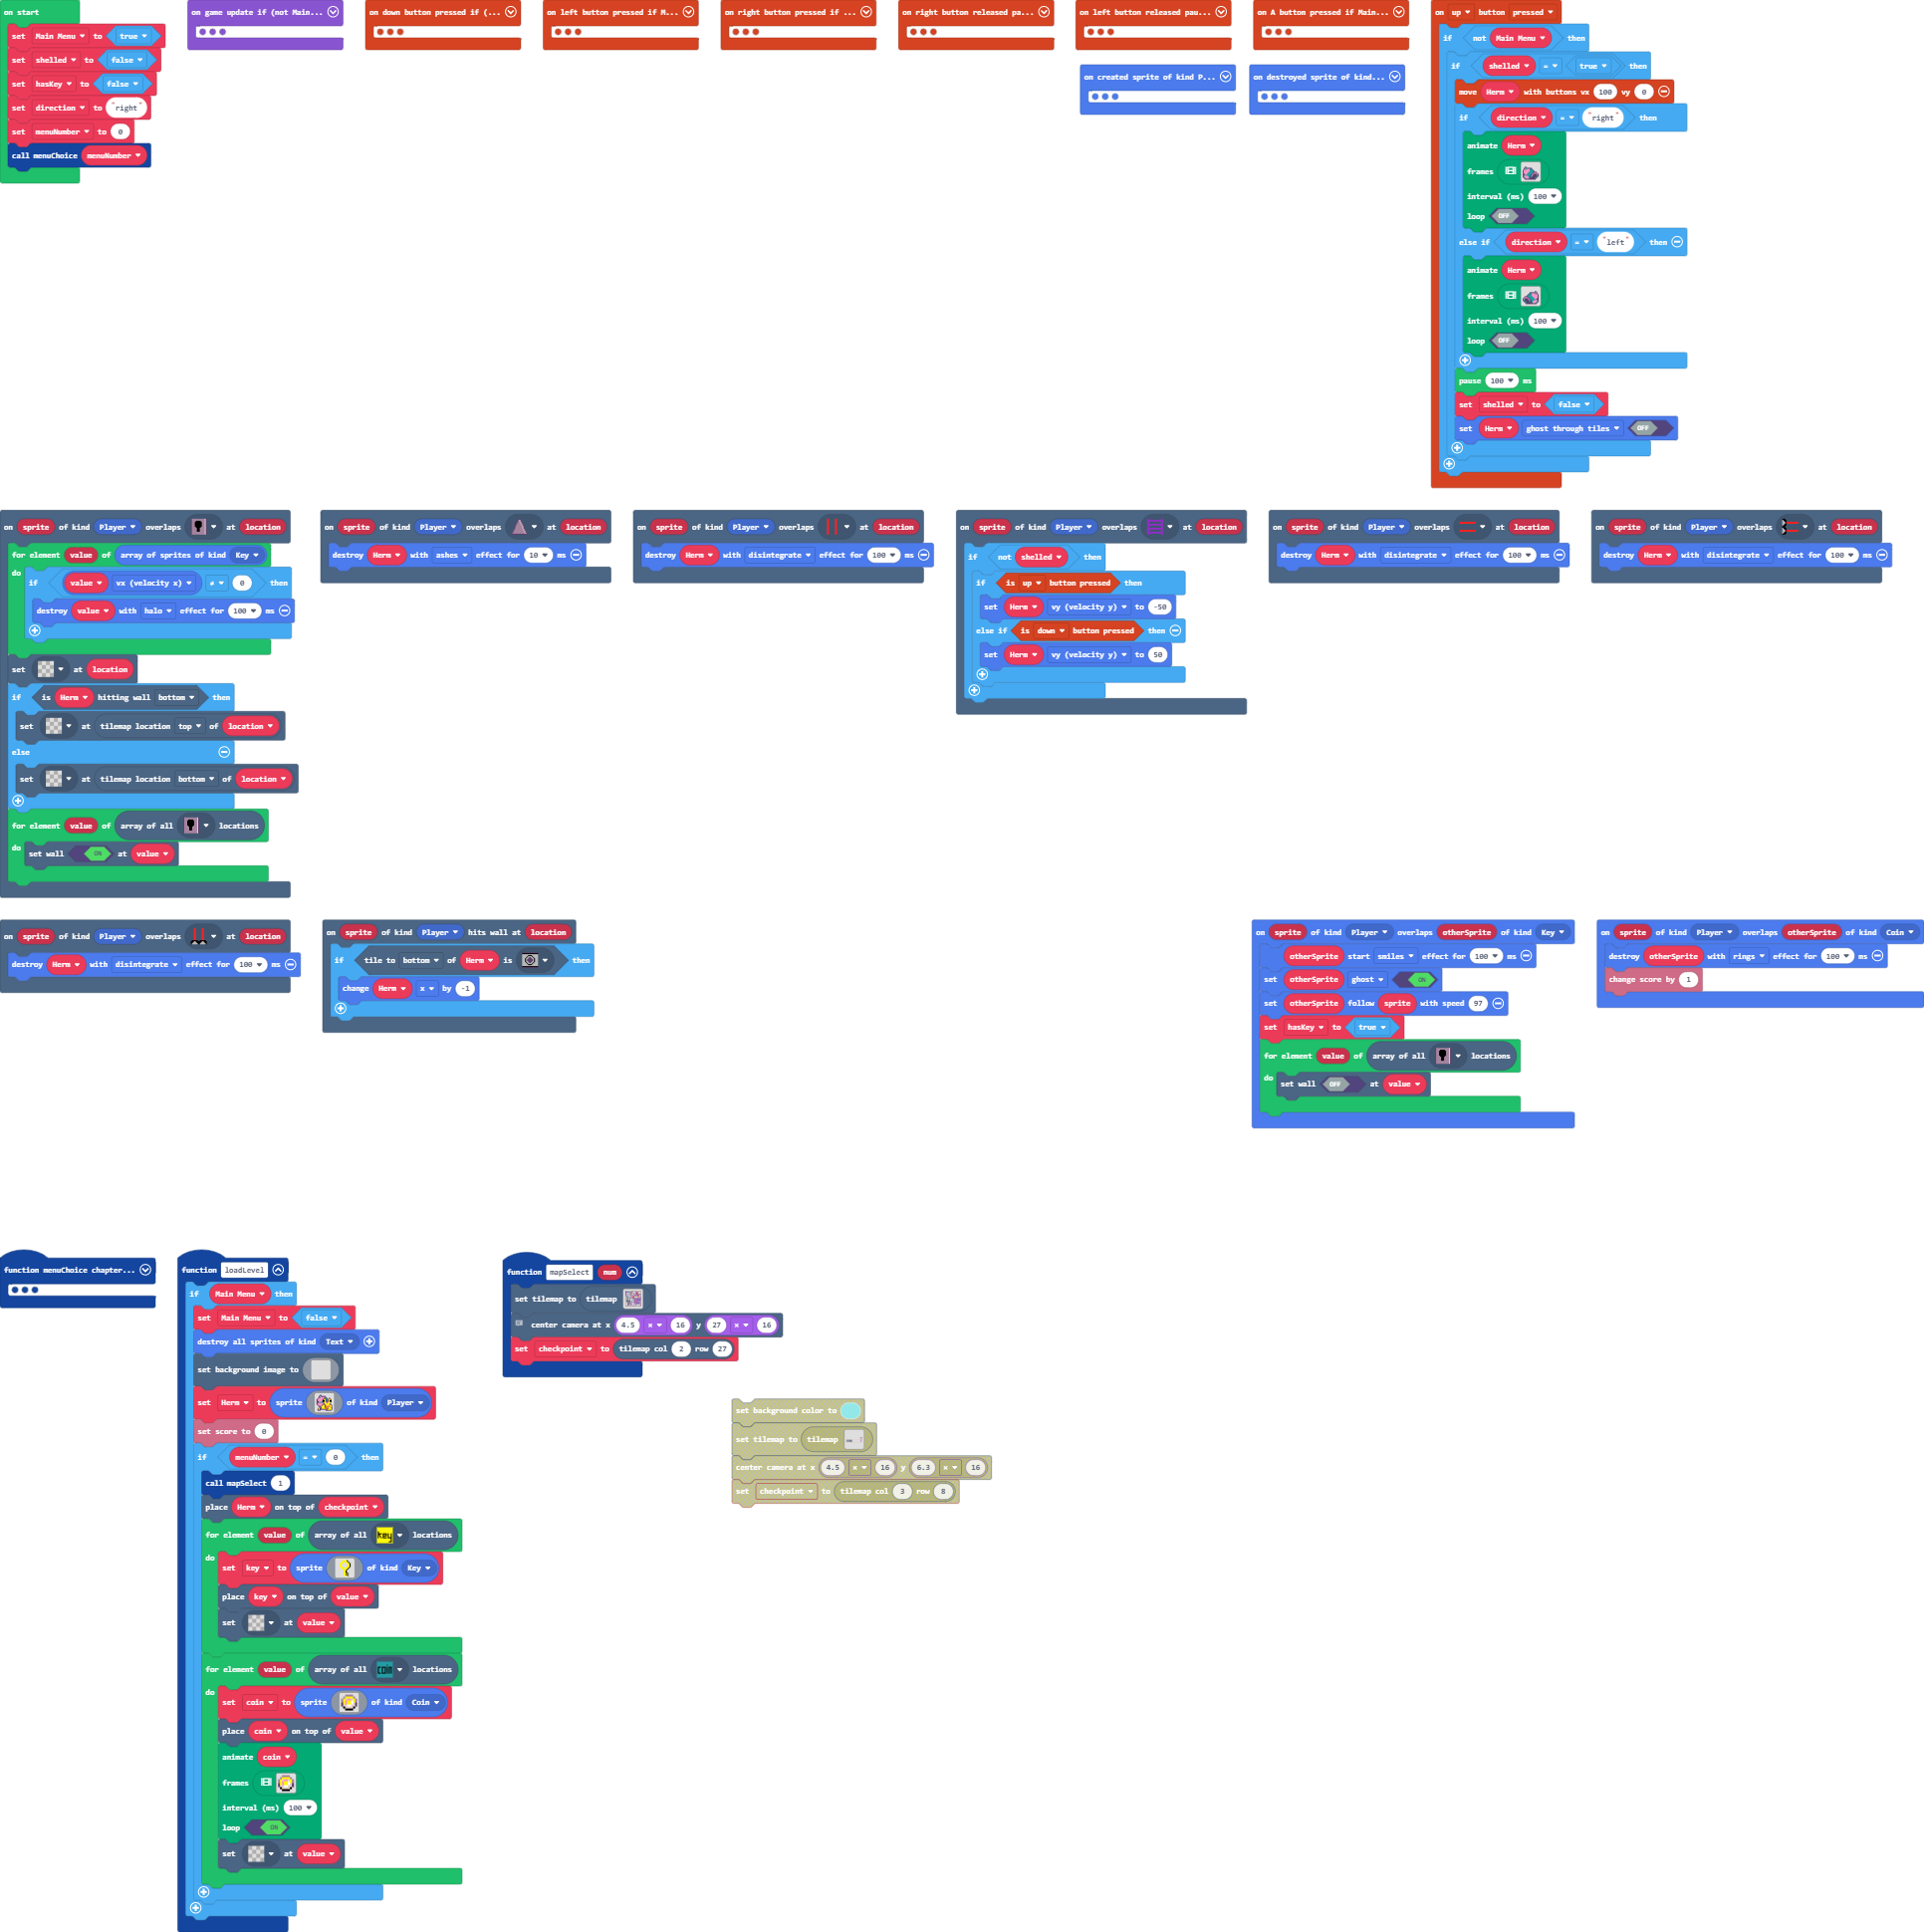 on start
set Main Menu to true
set shelled to false
set hasKey to false
set direction to "right"
set menuNumber to 0
call menuChoice menuNumber
on game update if (not Main...
on down button pressed if (...
on left button pressed if M...
on right button pressed if ...
on right button released pa...
on left button released pau...
on A button pressed if Main...
on created sprite of kind P...
on destroyed sprite of kind...
on up button pressed
if not Main Menu then
if shelled = true then
move Herm with buttons vx 100 vy 0
if direction = "right" then
animate Herm
frames
interval (ms) 100
loop OFF
else if direction = "left" then
animate Herm
frames
interval (ms) 100
loop OFF
pause 100 ms
set shelled to false
set Herm ghost through tiles OFF
on sprite of kind Player overlaps at location
for element value of array of sprites of kind Key
do
if value vx (velocity x) ≠ 0 then
destroy value with halo effect for 100 ms
set at location
if is Herm hitting wall bottom then
set at tilemap location top of location
else
set at tilemap location bottom of location
for element value of array of all locations
do
set wall ON at value
on sprite of kind Player overlaps at location
destroy Herm with ashes effect for 10 ms
on sprite of kind Player overlaps at location
destroy Herm with disintegrate effect for 100 ms
on sprite of kind Player overlaps at location
if not shelled then
if is up button pressed then
set Herm vy (velocity y) to -50
else if is down button pressed then
set Herm vy (velocity y) to 50
on sprite of kind Player overlaps at location
destroy Herm with disintegrate effect for 100 ms
on sprite of kind Player overlaps at location
destroy Herm with disintegrate effect for 100 ms
on sprite of kind Player overlaps at location
destroy Herm with disintegrate effect for 100 ms
on sprite of kind Player hits wall at location
if tile to bottom of Herm is then
change Herm x by -1
on sprite of kind Player overlaps otherSprite of kind Key
otherSprite start smiles effect for 100 ms
set otherSprite ghost ON
set otherSprite follow sprite with speed 97
set hasKey to true
for element value of array of all locations
do
set wall OFF at value
on sprite of kind Player overlaps otherSprite of kind Coin
destroy otherSprite with rings effect for 100 ms
change score by 1
function menuChoice chapter...
function loadLevel
if Main Menu then
set Main Menu to false
destroy all sprites of kind Text
set background image to
set Herm to sprite of kind Player
set score to 0
if menuNumber = 0 then
call mapSelect 1
place Herm on top of checkpoint
for element value of array of all key locations
do
set key to sprite of kind Key
place key on top of value
set at value
for element value of array of all coin locations
do
set coin to sprite of kind Coin
place coin on top of value
animate coin
frames
interval (ms) 100
loop ON
set at value
function mapSelect num
set tilemap to tilemap
center camera at x 4.5 × 16 y 27 × 16
set checkpoint to tilemap col 2 row 27
set background color to
set tilemap to tilemap
center camera at x 4.5 × 16 y 6.3 × 16
set checkpoint to tilemap col 3 row 8